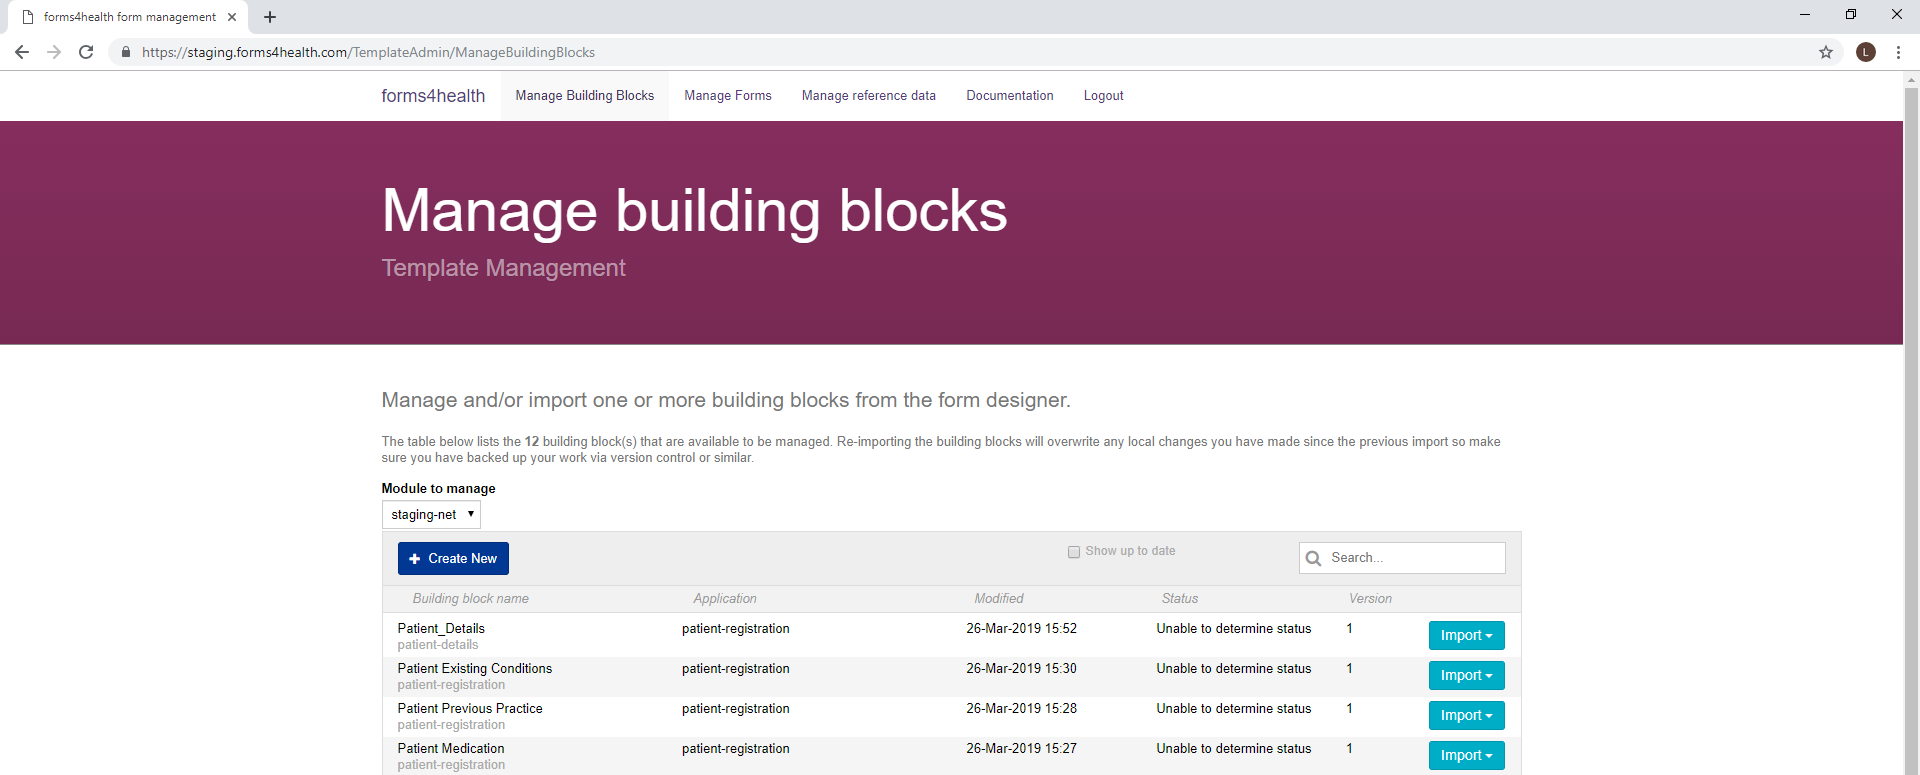 forms4health form management
https://staging.forms4health.com/TemplateAdmin/ManageBuildingBlocks
L
forms4health Manage Building Blocks Manage Forms Manage reference data Documentation Logout
Manage building blocks
Template Management
Manage and/or import one or more building blocks from the form designer.
The table below lists the 12 building block(s) that are available to be managed. Re-importing the building blocks will overwrite any local changes you have made since the previous import so make
sure you have backed up your work via version control or similar.
Module to manage
staging-net
Create New Show up to date Search...
Building block name Application Modified Status Version
Patient_Details patient-registration 26-Mar-2019 15:52 Unable to determine status 1 Import
patient-details
Patient Existing Conditions patient-registration 26-Mar-2019 15:30 Unable to determine status 1 Import
patient-registration
Patient Previous Practice patient-registration 26-Mar-2019 15:28 Unable to determine status 1 Import
patient-registration
Patient Medication patient-registration 26-Mar-2019 15:27 Unable to determine status 1 Import
patient-registration